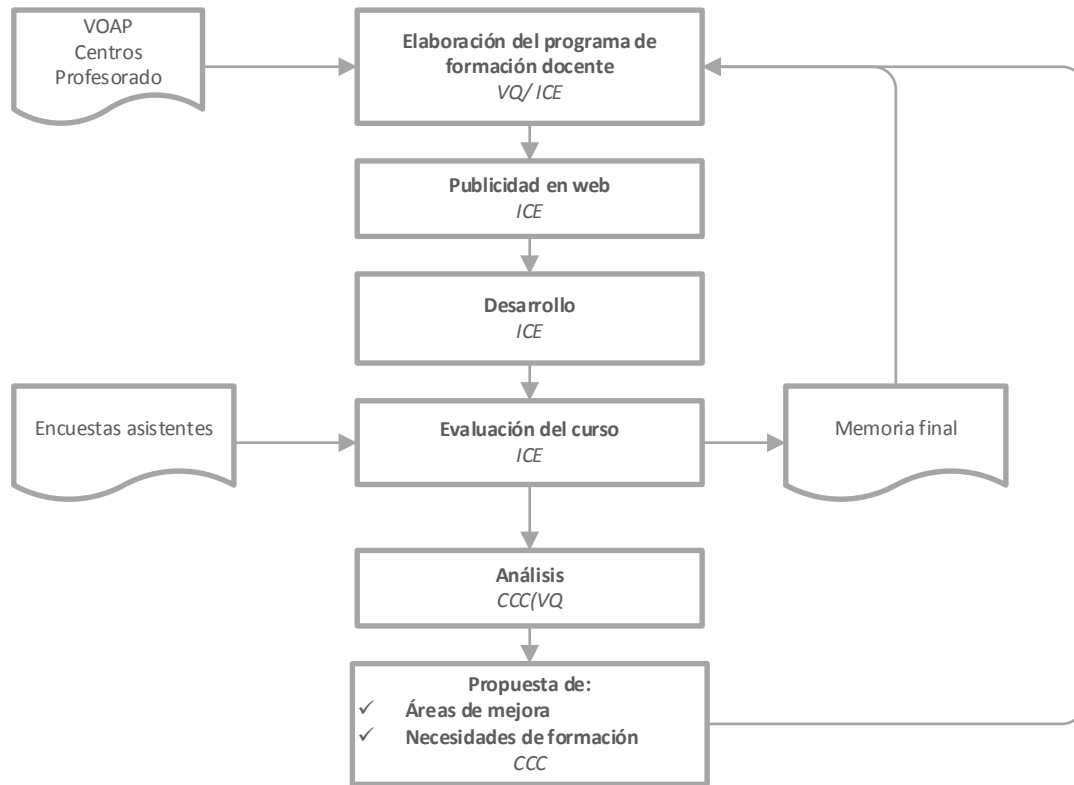 VOAP
Centros
Profesorado
Elaboración del programa de
formación docente
VQ/ ICE
Publicidad en web
ICE
Desarrollo
ICE
Encuestas asistentes
Evaluación del curso
ICE
Memoria final
Análisis
CCC(VQ
Propuesta de:
✓ Áreas de mejora
✓ Necesidades de formación
CCC